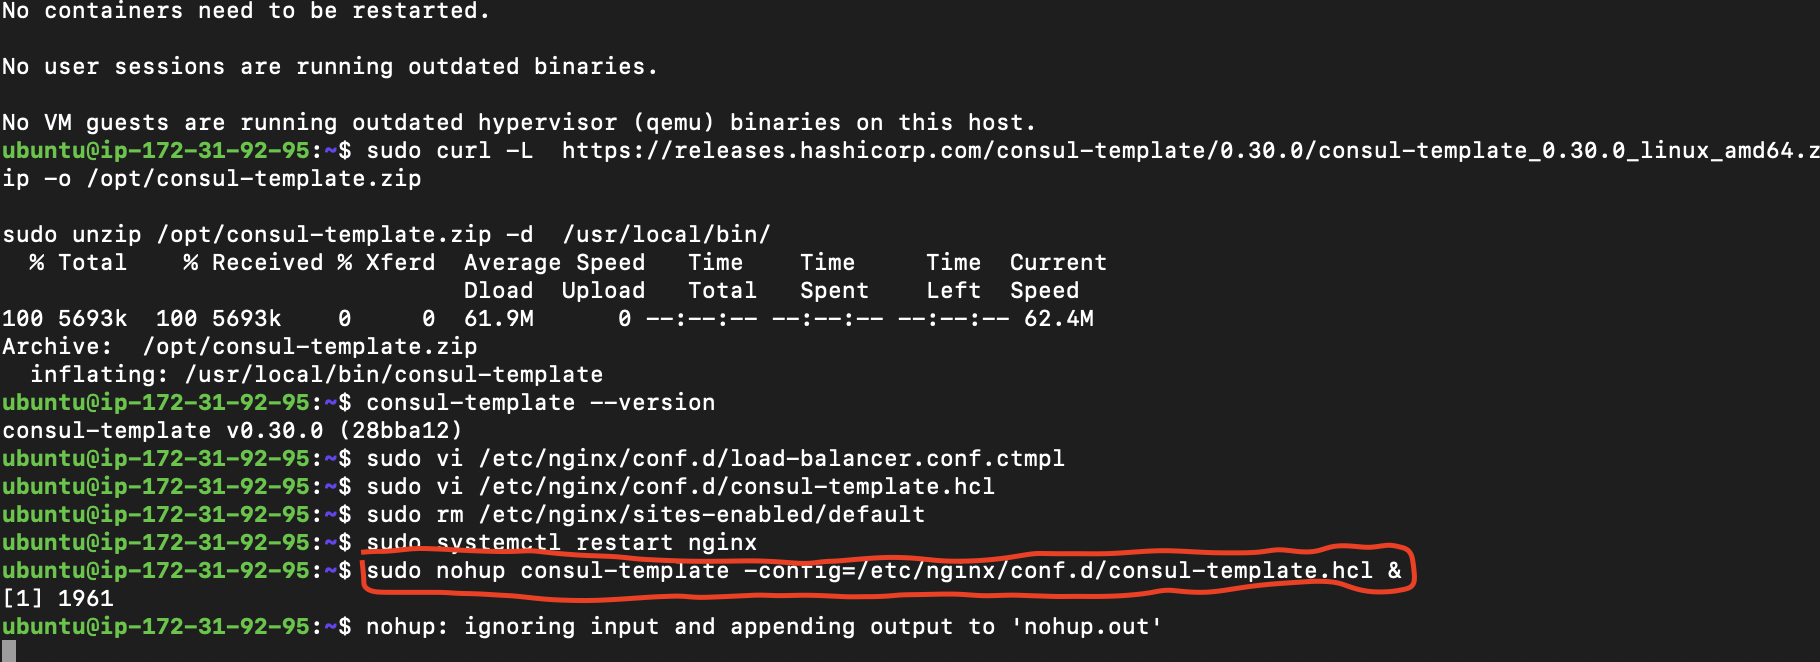 No containers need to be restarted.
No user sessions are running outdated binaries.
No VM guests are running outdated hypervisor (qemu) binaries on this host.
ubuntu@ip-172-31-92-95:~$ sudo curl -L  https://releases.hashicorp.com/consul-template/0.30.0/consul-template_0.30.0_linux_amd64.z
ip -o /opt/consul-template.zip
sudo unzip /opt/consul-template.zip -d  /usr/local/bin/
  % Total    % Received % Xferd  Average Speed   Time    Time     Time  Current
                                 Dload  Upload   Total   Spent    Left  Speed
100 5693k  100 5693k    0     0  61.9M      0 --:--:-- --:--:-- --:--:-- 62.4M
Archive:  /opt/consul-template.zip
  inflating: /usr/local/bin/consul-template
ubuntu@ip-172-31-92-95:~$ consul-template --version
consul-template v0.30.0 (28bba12)
ubuntu@ip-172-31-92-95:~$ sudo vi /etc/nginx/conf.d/load-balancer.conf.ctmpl
ubuntu@ip-172-31-92-95:~$ sudo vi /etc/nginx/conf.d/consul-template.hcl
ubuntu@ip-172-31-92-95:~$ sudo rm /etc/nginx/sites-enabled/default
ubuntu@ip-172-31-92-95:~$ sudo systemctl restart nginx
ubuntu@ip-172-31-92-95:~$ sudo nohup consul-template -config=/etc/nginx/conf.d/consul-template.hcl &
[1] 1961
ubuntu@ip-172-31-92-95:~$ nohup: ignoring input and appending output to 'nohup.out'